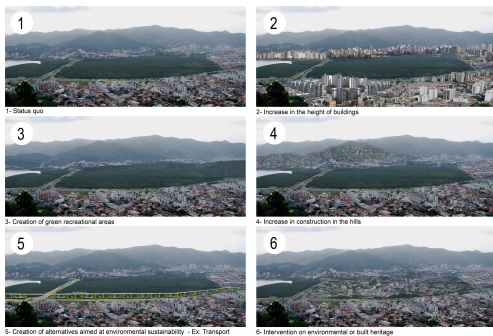 1
2
1- Status quo
2- Increase in the height of buildings
3
4
3- Creation of green recreational areas
4- Increase in construction in the hills
5
6
5- Creation of alternatives aimed at environmental sustainability - Ex: Transport
6- Intervention on environmental or built heritage